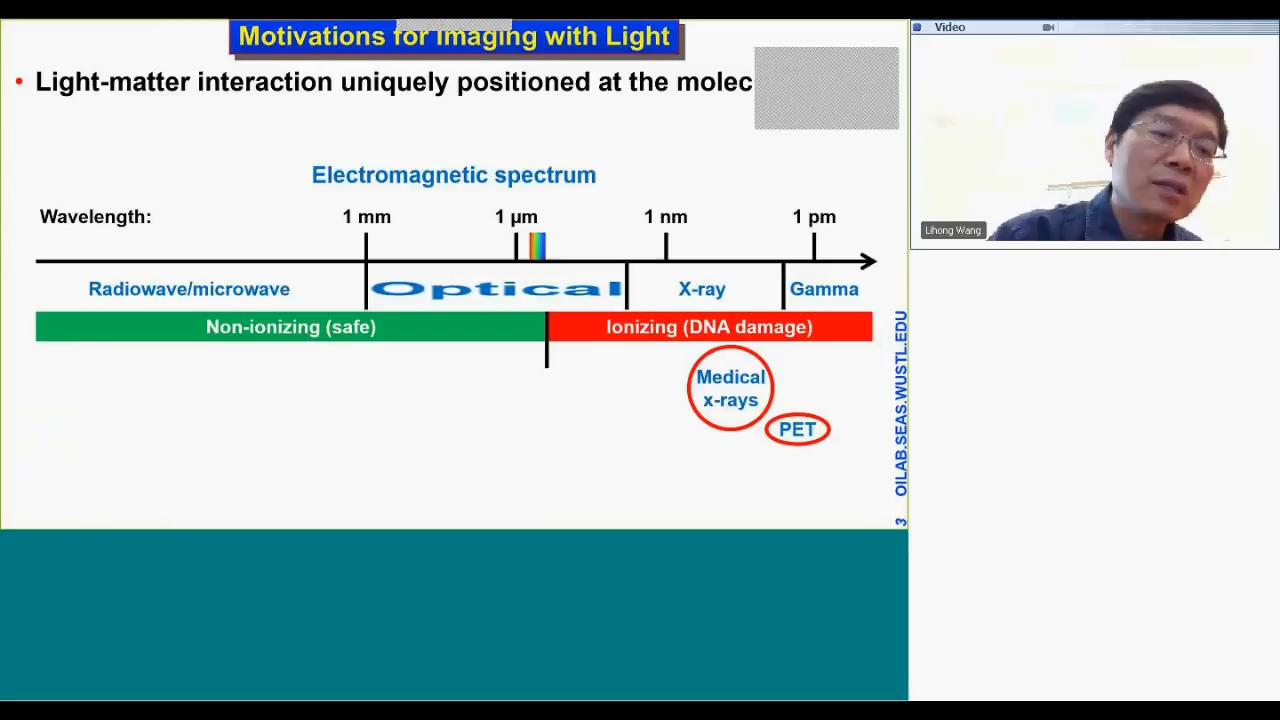 Motivations for Imaging with Light
• Light-matter interaction uniquely positioned at the molec
Electromagnetic spectrum
Wavelength: 1 mm 1 µm 1 nm 1 pm
Radiowave/microwave Optical X-ray Gamma
Non-ionizing (safe) Ionizing (DNA damage)
Medical
x-rays
PET
3 OILAB.SEAS.WUSTL.EDU
Video
Lihong Wang